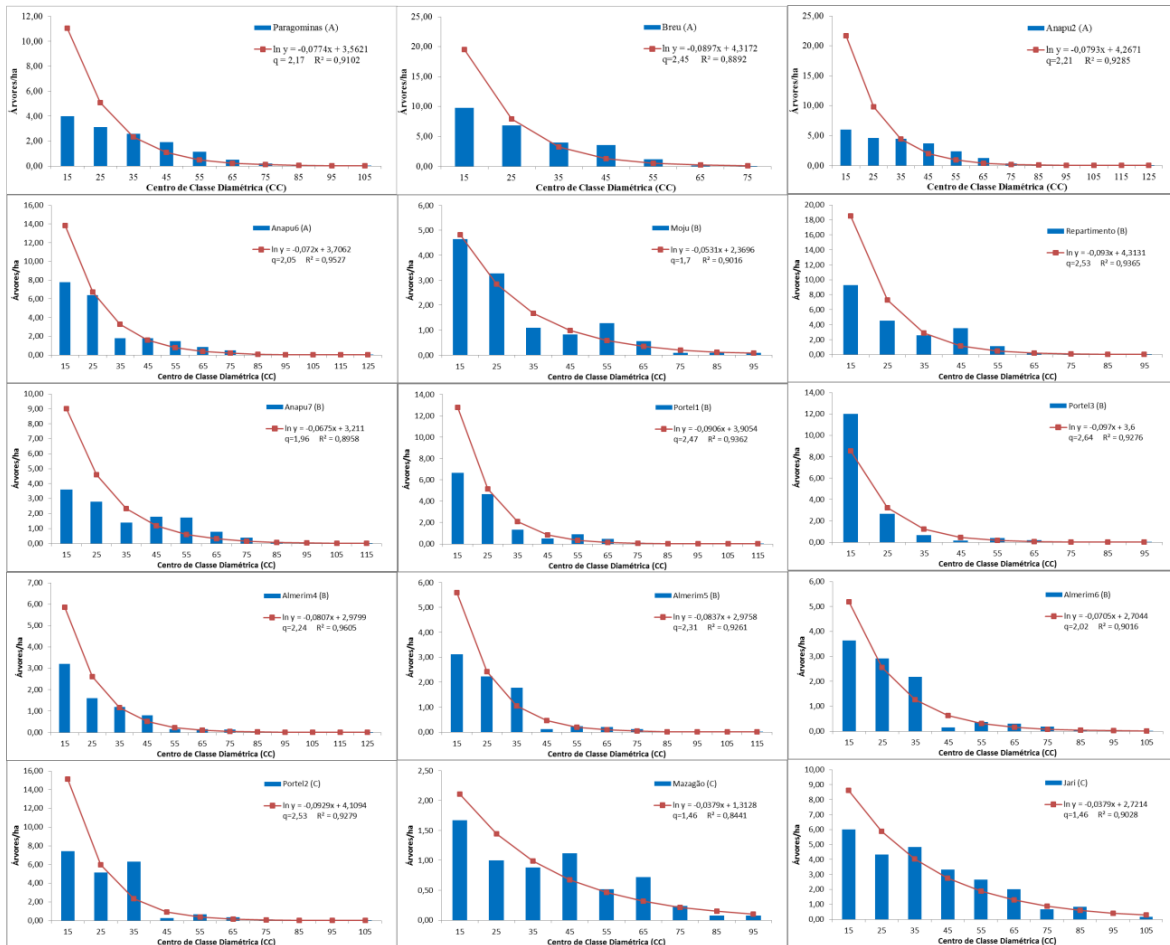 Paragominas (A)
ln y = -0,0774x + 3,5621
q = 2,17 R² = 0,9102
Árvores/ha
12,00
10,00
8,00
6,00
4,00
2,00
0,00
15 25 35 45 55 65 75 85 95 105
Centro de Classe Diamétrica (CC)
Breu (A)
ln y = -0,0897x + 4,3172
q = 2,45 R² = 0,8892
Árvores/ha
25,00
20,00
15,00
10,00
5,00
0,00
15 25 35 45 55 65 75
Centro de Classe Diamétrica (CC)
Anapu2 (A)
ln y = -0,0793x + 4,2671
q=2,21 R² = 0,9285
Árvores/ha
25,00
20,00
15,00
10,00
5,00
0,00
15 25 35 45 55 65 75 85 95 105 115 125
Centro de Classe Diamétrica (CC)
Anapu6 (A)
ln y = -0,072x + 3,7062
q=2,05 R² = 0,9527
Árvores/ha
16,00
14,00
12,00
10,00
8,00
6,00
4,00
2,00
0,00
15 25 35 45 55 65 75 85 95 105 115 125
Centro de Classe Diamétrica (CC)
Moju (B)
ln y = -0,0531x + 2,3696
q=1,7 R² = 0,9016
Árvores/ha
6,00
5,00
4,00
3,00
2,00
1,00
0,00
15 25 35 45 55 65 75 85 95
Centro de Classe Diamétrica (CC)
Repartimento (B)
ln y = -0,093x + 4,3131
q=2,53 R² = 0,9365
Árvores/ha
20,00
18,00
16,00
14,00
12,00
10,00
8,00
6,00
4,00
2,00
0,00
15 25 35 45 55 65 75 85 95
Centro de Classe Diamétrica (CC)
Anapu7 (B)
ln y = -0,0675x + 3,211
q=1,96 R² = 0,8958
Árvores/ha
10,00
9,00
8,00
7,00
6,00
5,00
4,00
3,00
2,00
1,00
0,00
15 25 35 45 55 65 75 85 95 105 115
Centro de Classe Diamétrica (CC)
Portel1 (B)
ln y = -0,0906x + 3,9054
q=2,47 R² = 0,9362
Árvores/ha
14,00
12,00
10,00
8,00
6,00
4,00
2,00
0,00
15 25 35 45 55 65 75 85 95 105 115
Centro de Classe Diamétrica (CC)
Portel3 (B)
ln y = -0,097x + 3,6
q=2,64 R² = 0,9276
Árvores/ha
14,00
12,00
10,00
8,00
6,00
4,00
2,00
0,00
15 25 35 45 55 65 75 85 95
Centro de Classe Diamétrica (CC)
Almerim4 (B)
ln y = -0,0807x + 2,9799
q=2,24 R² = 0,9605
Árvores/ha
7,00
6,00
5,00
4,00
3,00
2,00
1,00
0,00
15 25 35 45 55 65 75 85 95 105 115 125
Centro de Classe Diamétrica (CC)
Almerim5 (B)
ln y = -0,0837x + 2,9758
q=2,31 R² = 0,9261
Árvores/ha
6,00
5,00
4,00
3,00
2,00
1,00
0,00
15 25 35 45 55 65 75 85 95 105 115
Centro de Classe Diamétrica (CC)
Almerim6 (B)
ln y = -0,0705x + 2,7044
q=2,02 R² = 0,9016
Árvores/ha
6,00
5,00
4,00
3,00
2,00
1,00
0,00
15 25 35 45 55 65 75 85 95 105
Centro de Classe Diamétrica (CC)
Portel2 (C)
ln y = -0,0929x + 4,1094
q=2,53 R² = 0,9279
Árvores/ha
16,00
14,00
12,00
10,00
8,00
6,00
4,00
2,00
0,00
15 25 35 45 55 65 75 85 95 105
Centro de Classe Diamétrica (CC)
Mazagão (C)
ln y = -0,0379x + 1,3128
q=1,46 R² = 0,8441
Árvores/ha
2,50
2,00
1,50
1,00
0,50
0,00
15 25 35 45 55 65 75 85 95
Centro de Classe Diamétrica (CC)
Jari (C)
ln y = -0,0379x + 2,7214
q=1,46 R² = 0,9028
Árvores/ha
10,00
9,00
8,00
7,00
6,00
5,00
4,00
3,00
2,00
1,00
0,00
15 25 35 45 55 65 75 85 95 105
Centro de Classe Diamétrica (CC)